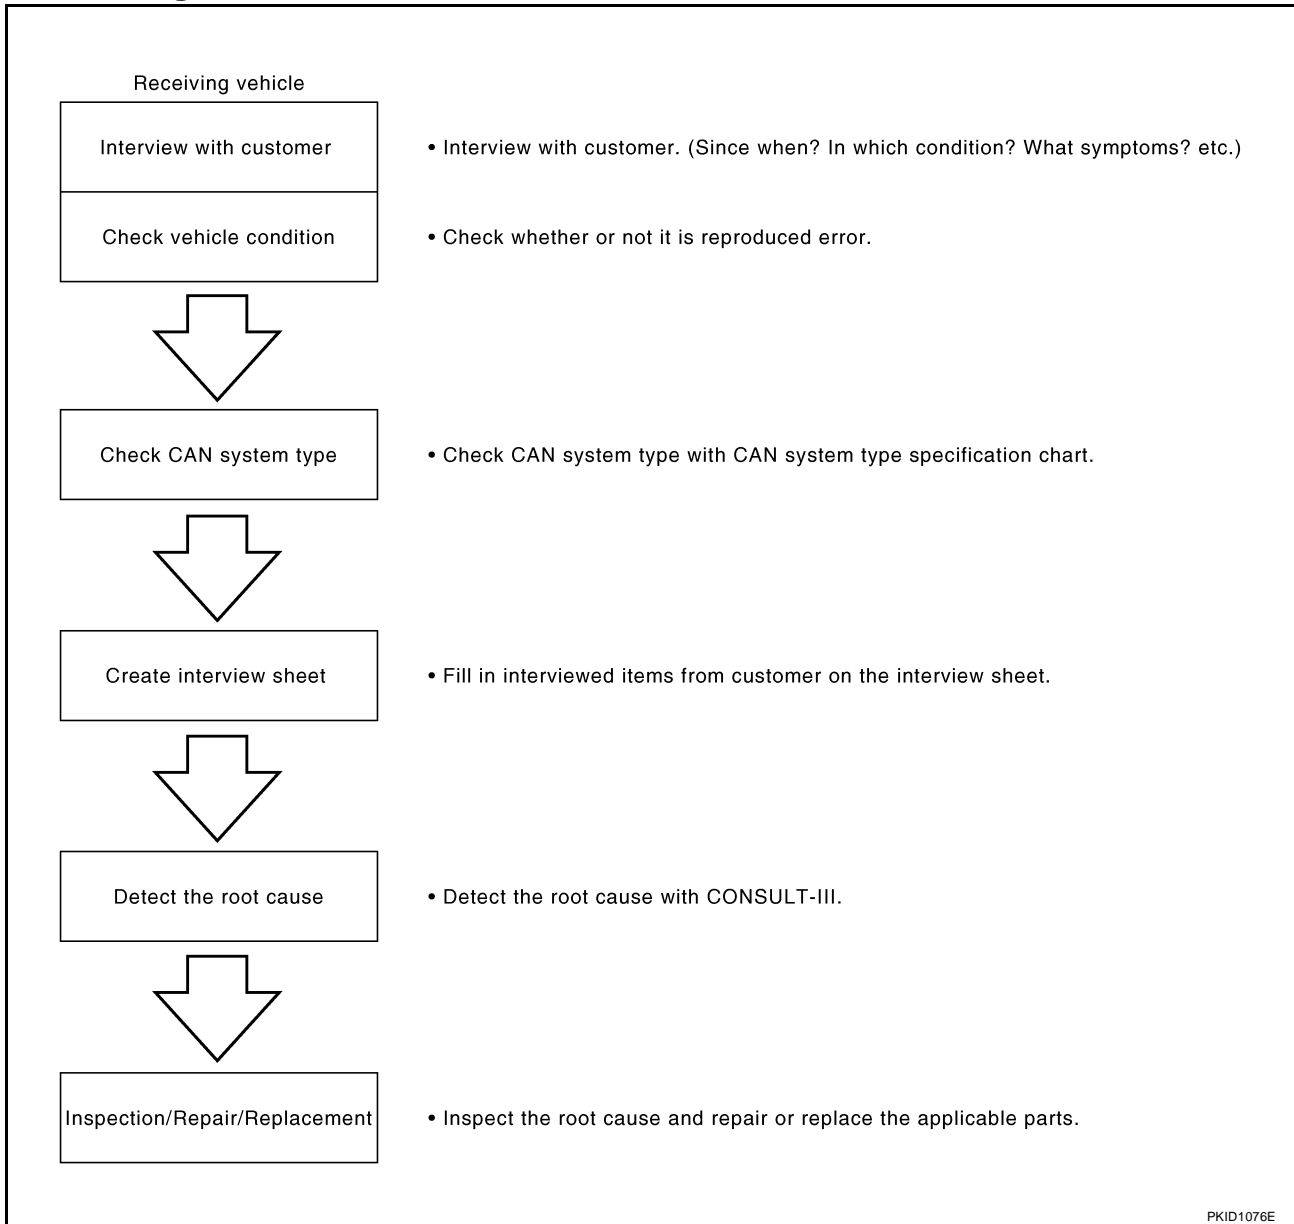 Receiving vehicle
Interview with customer
• Interview with customer. (Since when? In which condition? What symptoms? etc.)
Check vehicle condition
• Check whether or not it is reproduced error.
Check CAN system type
• Check CAN system type with CAN system type specification chart.
Create interview sheet
• Fill in interviewed items from customer on the interview sheet.
Detect the root cause
• Detect the root cause with CONSULT-III.
Inspection/Repair/Replacement
• Inspect the root cause and repair or replace the applicable parts.
PKID1076E